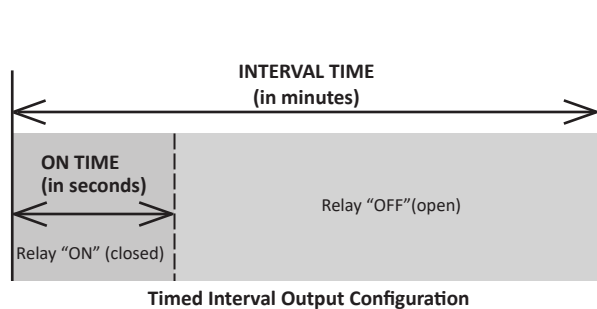 INTERVAL TIME
(in minutes)
ON TIME
(in seconds)
Relay “OFF”(open)
Relay “ON” (closed)
Timed Interval Output Configuration